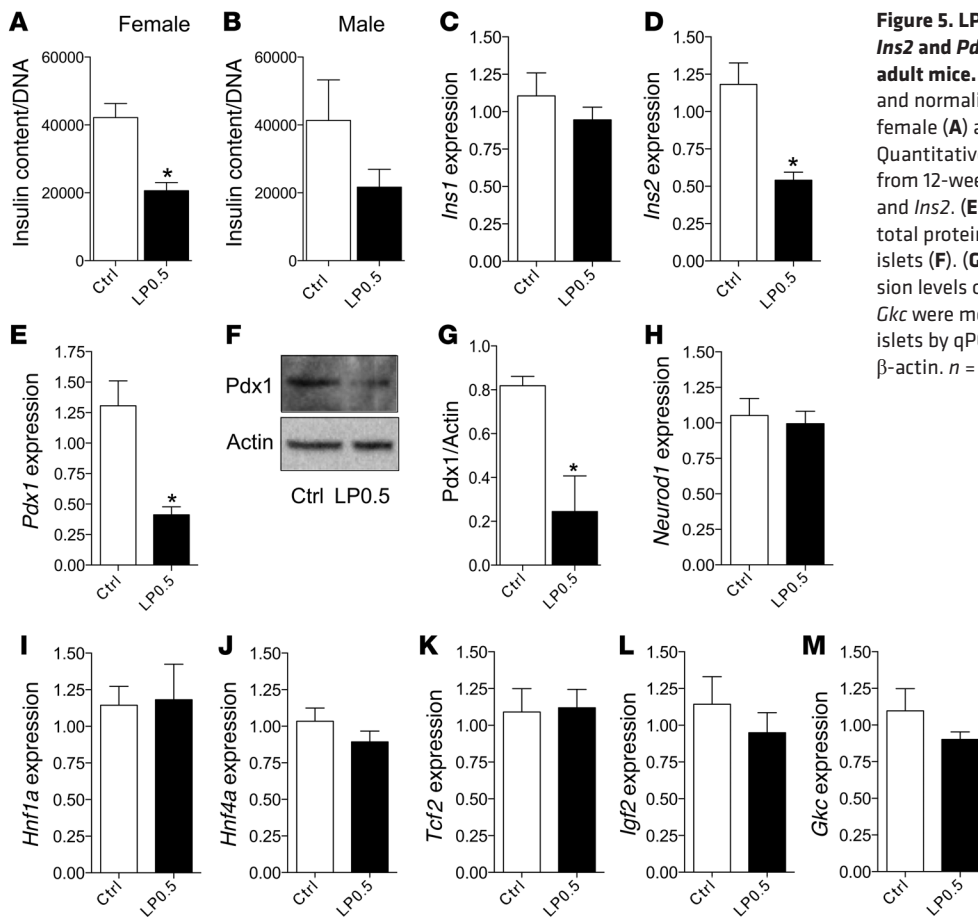 A Female
B Male
C
D
Insulin content/DNA
60000
40000
20000
0
*
Ctrl
LP0.5
Insulin content/DNA
60000
40000
20000
0
Ctrl
LP0.5
Ins1 expression
1.50
1.25
1.00
0.75
0.50
0.25
0.00
Ctrl
LP0.5
Ins2 expression
1.50
1.25
1.00
0.75
0.50
0.25
0.00
*
Ctrl
LP0.5
E
Pdx1 expression
1.75
1.50
1.25
1.00
0.75
0.50
0.25
0.00
*
Ctrl
LP0.5
F
Pdx1
Actin
Ctrl LP0.5
G
Pdx1/Actin
1.0
0.8
0.6
0.4
0.2
0.0
*
Ctrl
LP0.5
H
Neurod1 expression
1.50
1.25
1.00
0.75
0.50
0.25
0.00
Ctrl
LP0.5
I
Hnf1a expression
1.50
1.25
1.00
0.75
0.50
0.25
0.00
Ctrl
LP0.5
J
Hnf4a expression
1.50
1.25
1.00
0.75
0.50
0.25
0.00
Ctrl
LP0.5
K
Tcf2 expression
1.50
1.25
1.00
0.75
0.50
0.25
0.00
Ctrl
LP0.5
L
Igf2 expression
1.50
1.25
1.00
0.75
0.50
0.25
0.00
Ctrl
LP0.5
M
Gkc expression
1.50
1.25
1.00
0.75
0.50
0.25
0.00
Ctrl
LP0.5
Figure 5. LP
Ins2 and Pd
adult mice.
and normali
female (A) a
Quantitativ
from 12-wee
and Ins2. (E
total protein
islets (F). (G
sion levels o
Gkc were me
islets by qP
β-actin. n =